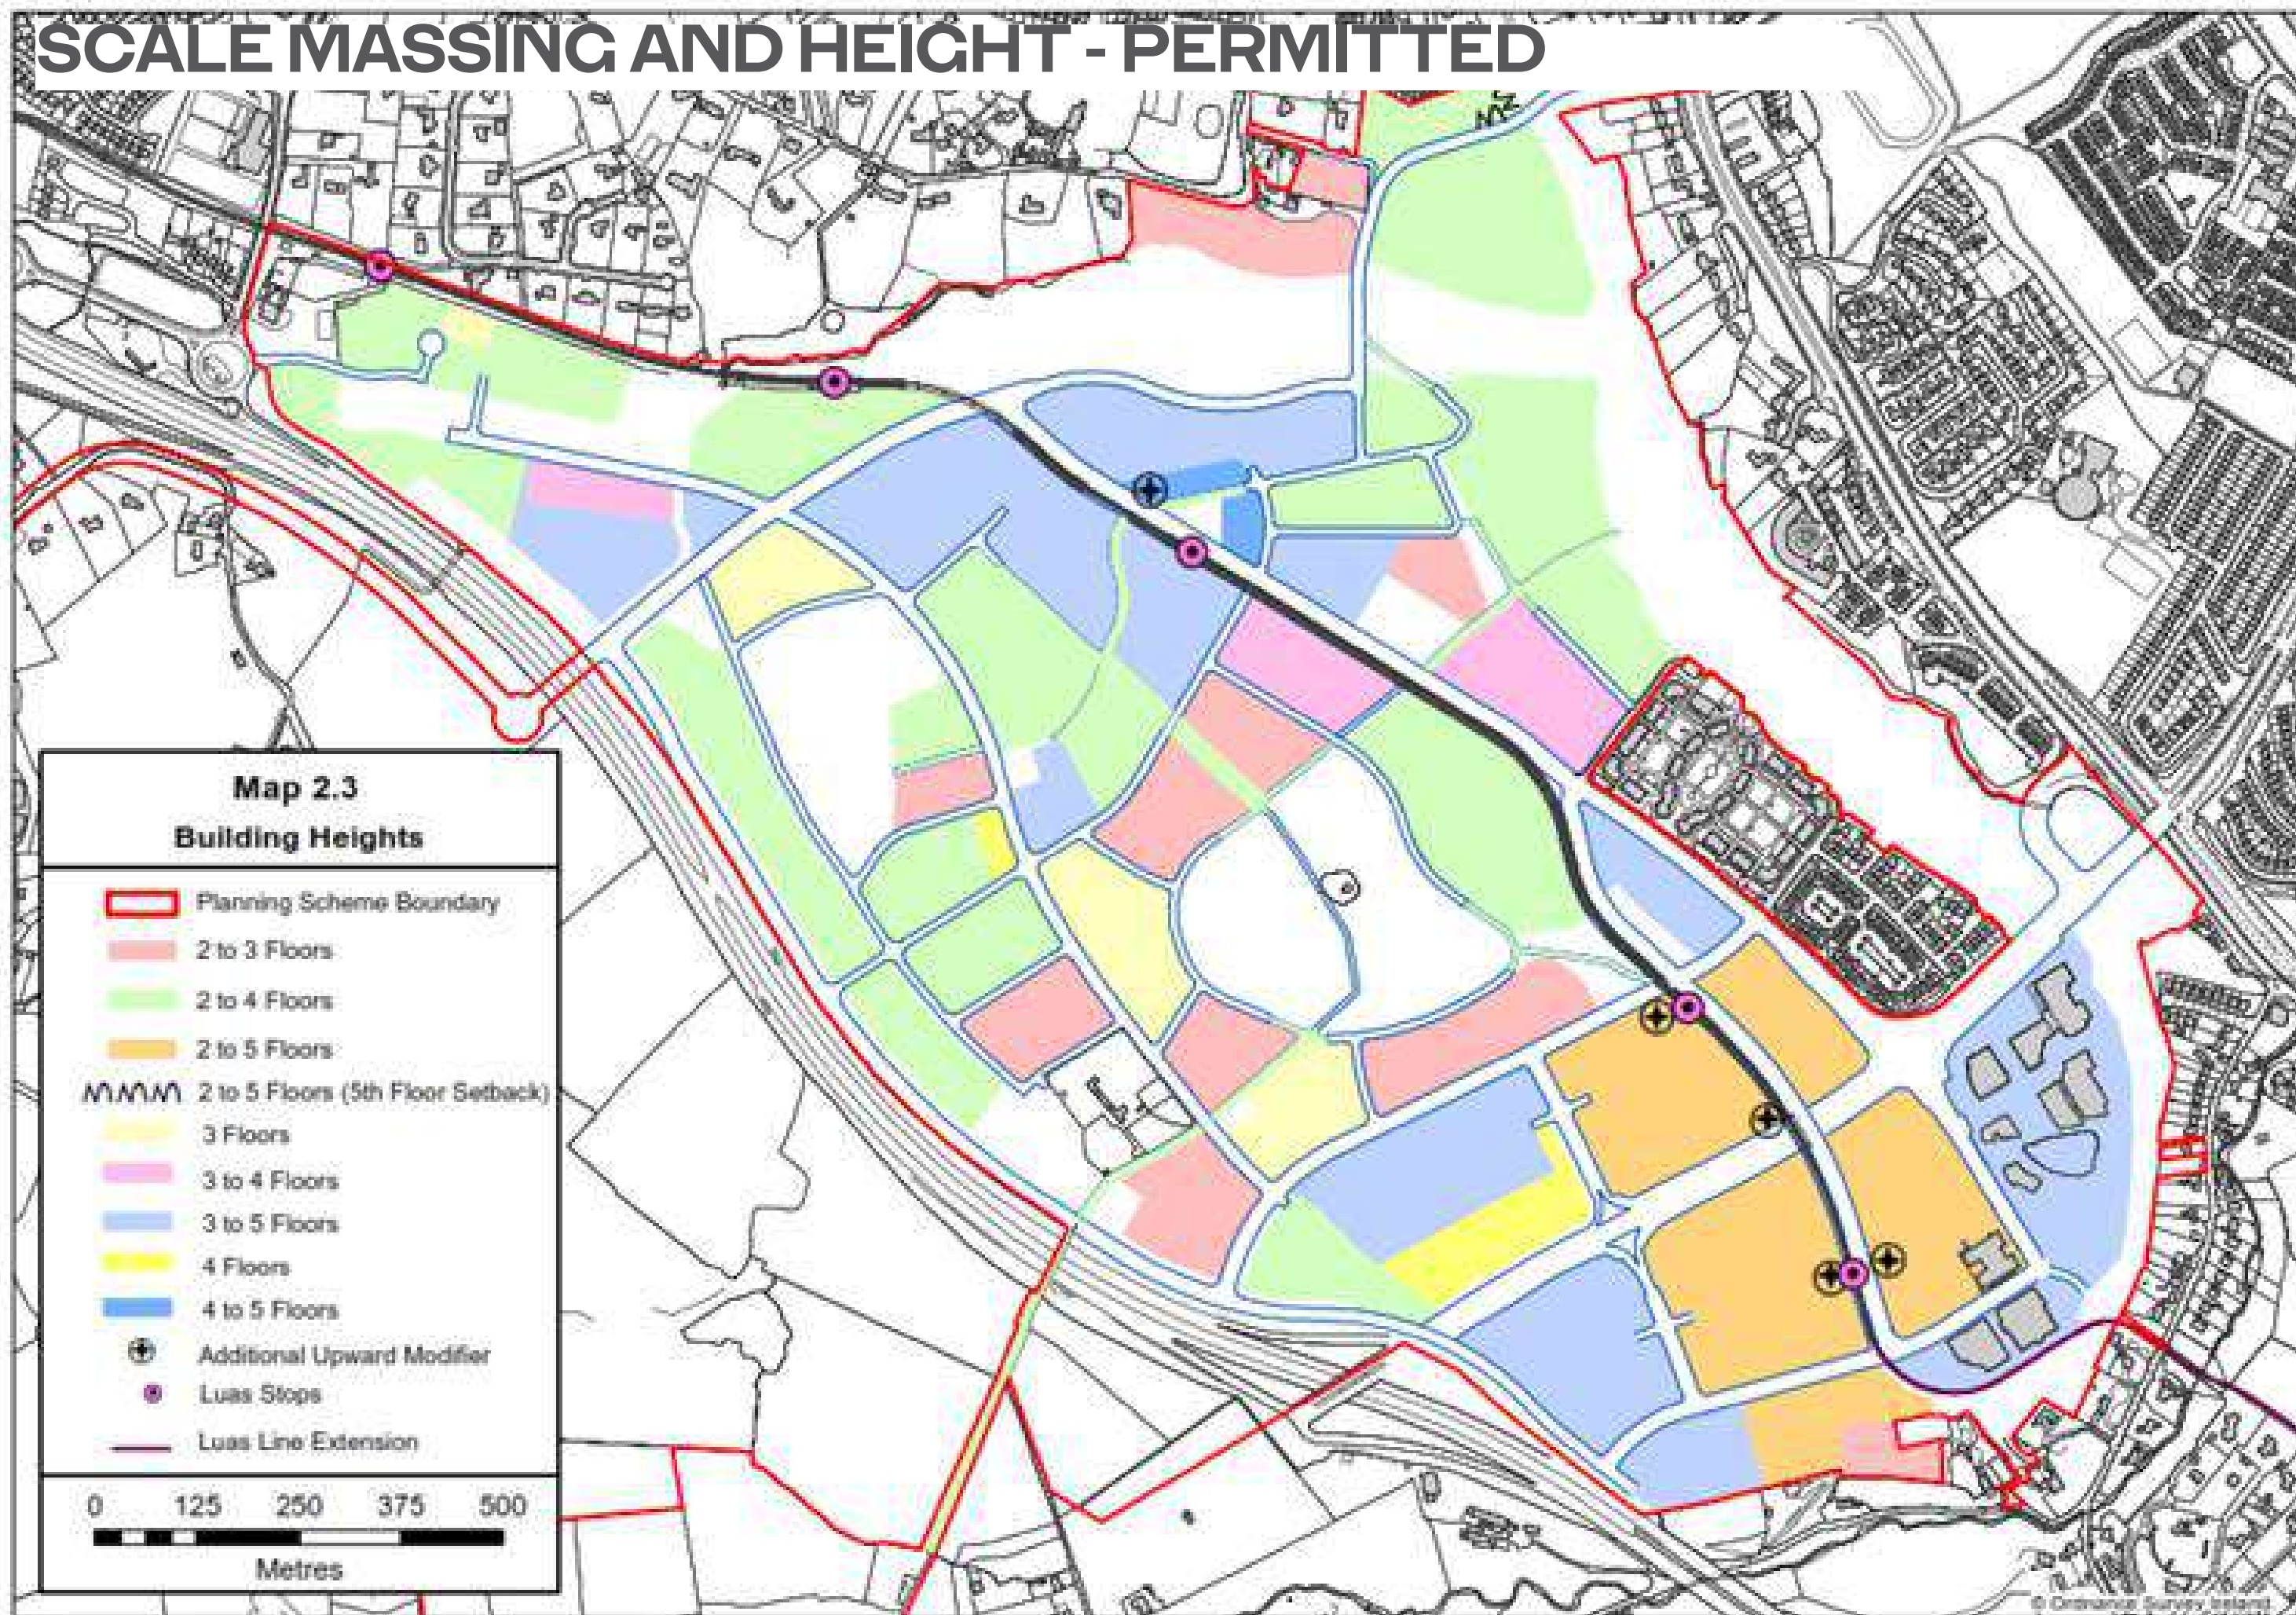 SCALE MASSING AND HEIGHT - PERMITTED
Map 2.3
Building Heights
Planning Scheme Boundary
2 to 3 Floors
2 to 4 Floors
2 to 5 Floors
2 to 5 Floors (5th Floor Setback)
3 Floors
3 to 4 Floors
3 to 5 Floors
4 Floors
4 to 5 Floors
Additional Upward Modifier
Luas Stops
Luas Line Extension
0 125 250 375 500
Metres
© Ordnance Survey Ireland